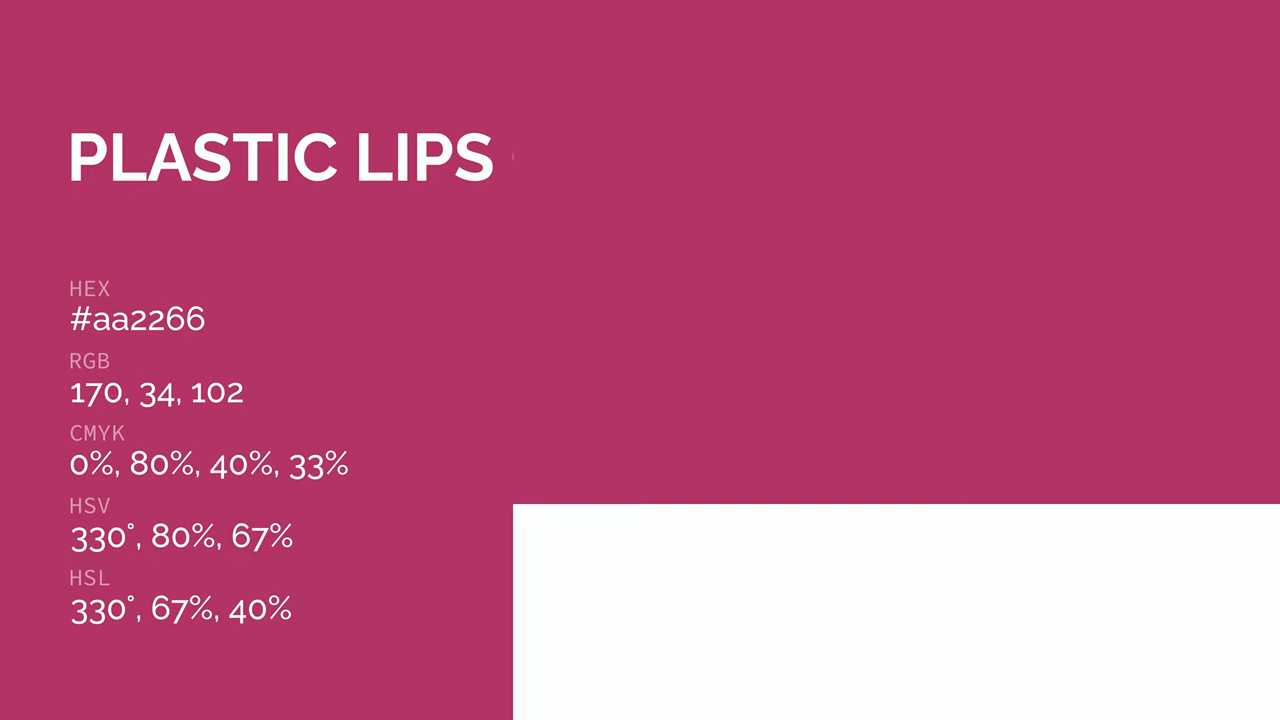 PLASTIC LIPS
HEX
#aa2266
RGB
170, 34, 102
CMYK
0%, 80%, 40%, 33%
HSV
330°, 80%, 67%
HSL
330°, 67%, 40%